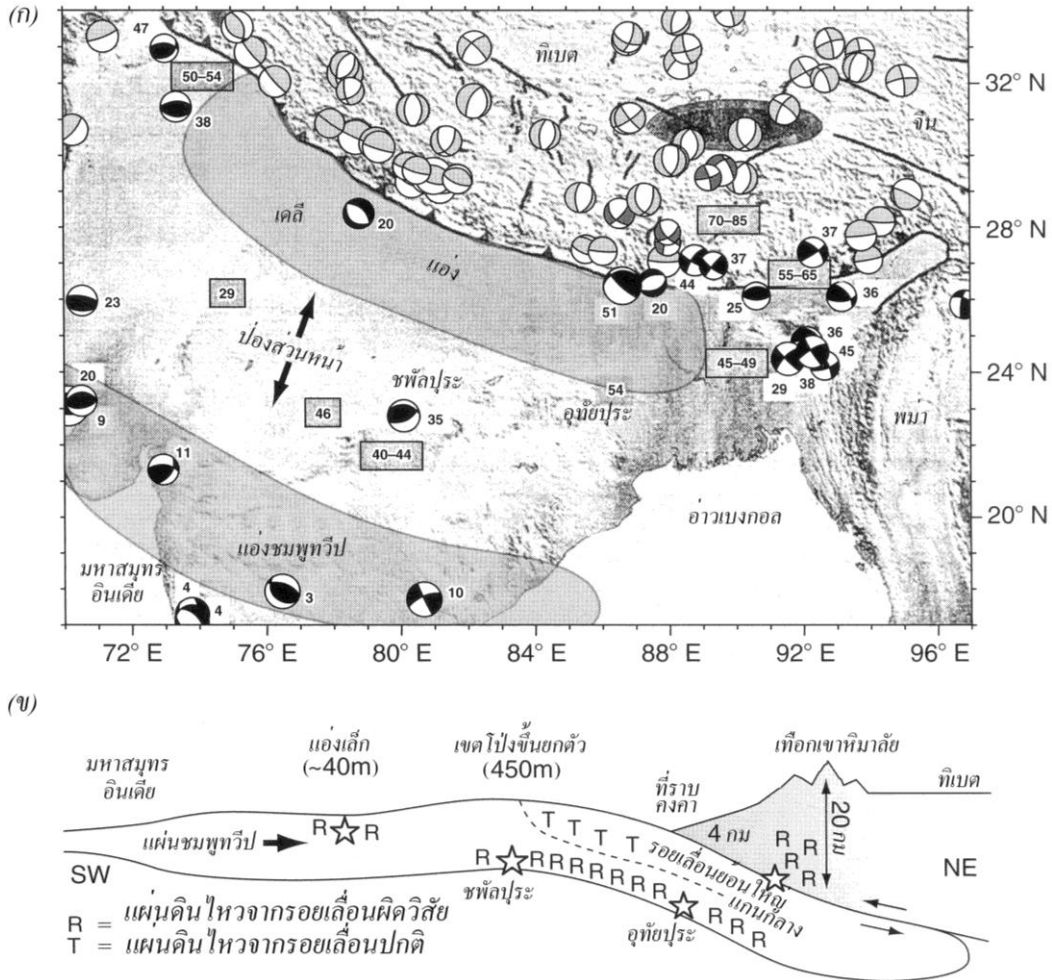 (ก)
47
50–54
38
ทิเบต
32° N
จีน
เดลี
20
แอ่ง
70–85
37
28° N
37
44
55–65
51
20
25
36
23
29
ป่องส่วนหน้า
36
45
45–49
29
38
24° N
ชพัลปุระ
54
อุทัยปุระ
พม่า
20
9
46
35
40–44
11
อ่าวเบงกอล
20° N
แอ่งชมพูทวีป
มหาสมุทร
อินเดีย
4
4
3
10
72° E
76° E
80° E
84° E
88° E
92° E
96° E
(ข)
มหาสมุทร
อินเดีย
แอ่งเล็ก
(~40m)
เขตโป่งขึ้นยกตัว
(450m)
ที่ราบ
คงคา
เทือกเขาหิมาลัย
ทิเบต
แผ่นชมพูทวีป
R R
T T T T
4 กม
20 กม
R R
R R
R
รอยเลื่อนย้อนใหญ่
แกนกลาง
SW
NE
R R R R R R R R R
R R R
R R
ชพัลปุระ
อุทัยปุระ
R = แผ่นดินไหวจากรอยเลื่อนผิดวิสัย
T = แผ่นดินไหวจากรอยเลื่อนปกติ